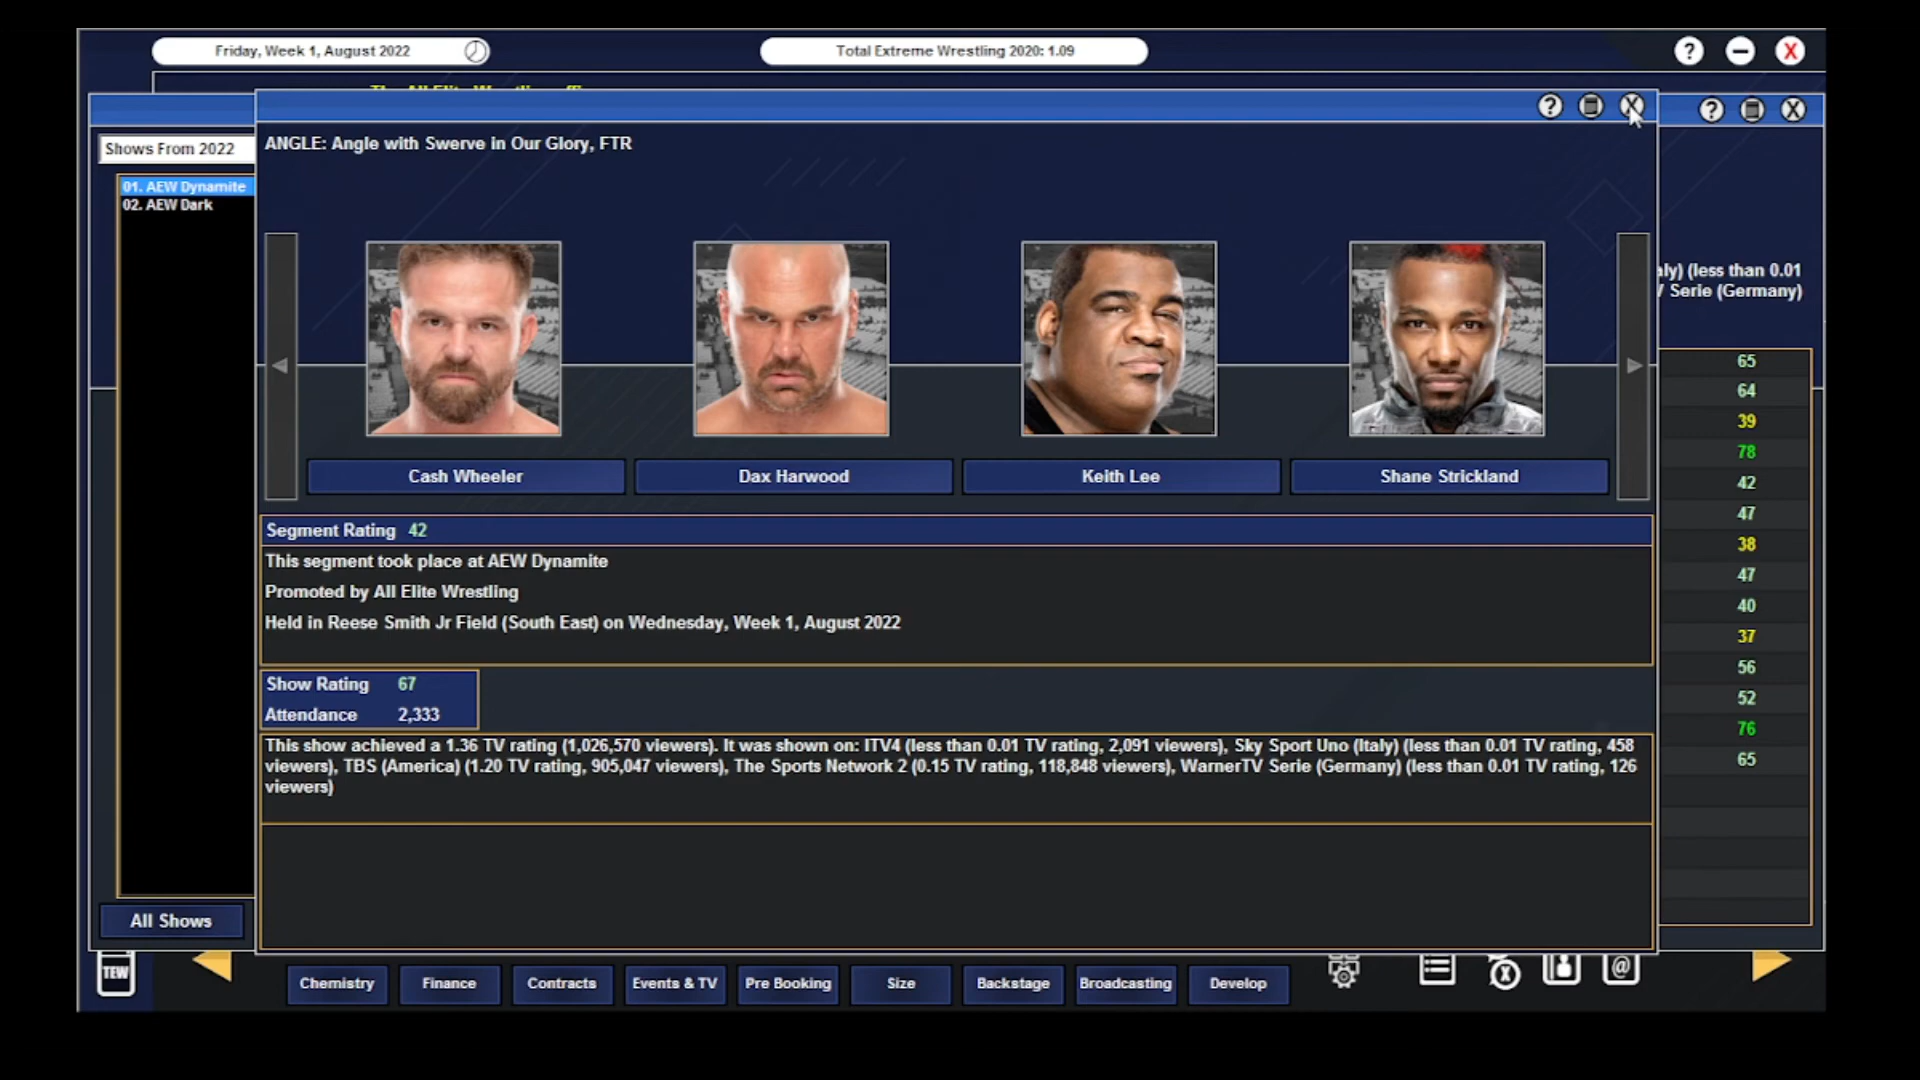 Friday, Week 1, August 2022
Total Extreme Wrestling 2020: 1.09
?
X
?
X
?
X
Shows From 2022
ANGLE: Angle with Swerve in Our Glory, FTR
01. AEW Dynamite
02. AEW Dark
aly) (less than 0.01
Serie (Germany)
Cash Wheeler
Dax Harwood
Keith Lee
Shane Strickland
65
64
39
78
42
47
38
47
40
37
56
52
76
65
Segment Rating 42
This segment took place at AEW Dynamite
Promoted by All Elite Wrestling
Held in Reese Smith Jr Field (South East) on Wednesday, Week 1, August 2022
Show Rating 67
Attendance 2,333
This show achieved a 1.36 TV rating (1,026,570 viewers). It was shown on: ITV4 (less than 0.01 TV rating, 2,091 viewers), Sky Sport Uno (Italy) (less than 0.01 TV rating, 458
viewers), TBS (America) (1.20 TV rating, 905,047 viewers), The Sports Network 2 (0.15 TV rating, 118,848 viewers), WarnerTV Serie (Germany) (less than 0.01 TV rating, 126
viewers)
All Shows
TEW
Chemistry
Finance
Contracts
Events & TV
Pre Booking
Size
Backstage
Broadcasting
Develop
X
@